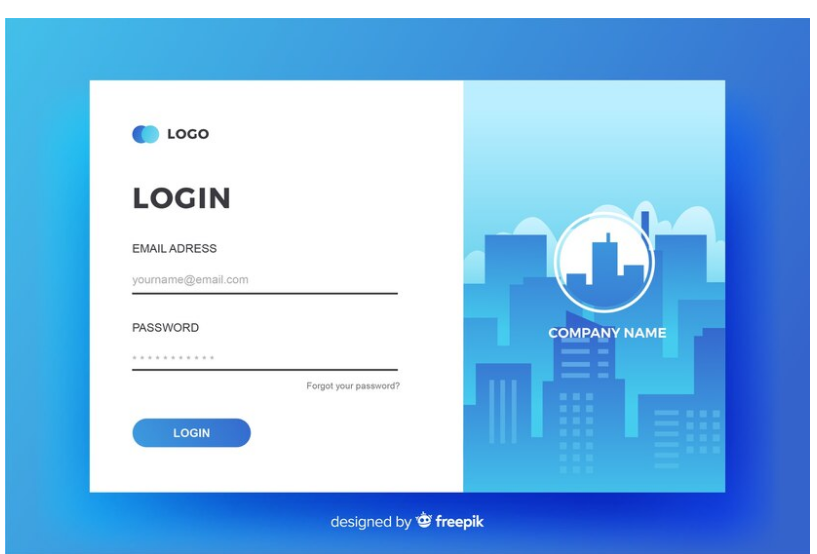 LOGO
LOGIN
EMAIL ADRESS
yourname@email.com
PASSWORD
***********
Forgot your password?
LOGIN
COMPANY NAME
designed by freepik